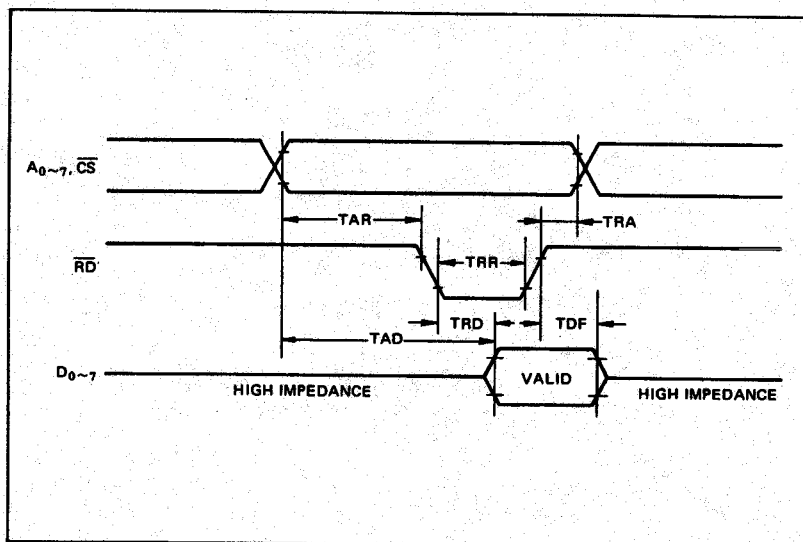 A0~7, CS
TAR
TRA
RD
TRR
TRD
TDF
TAD
D0~7
VALID
HIGH IMPEDANCE
HIGH IMPEDANCE